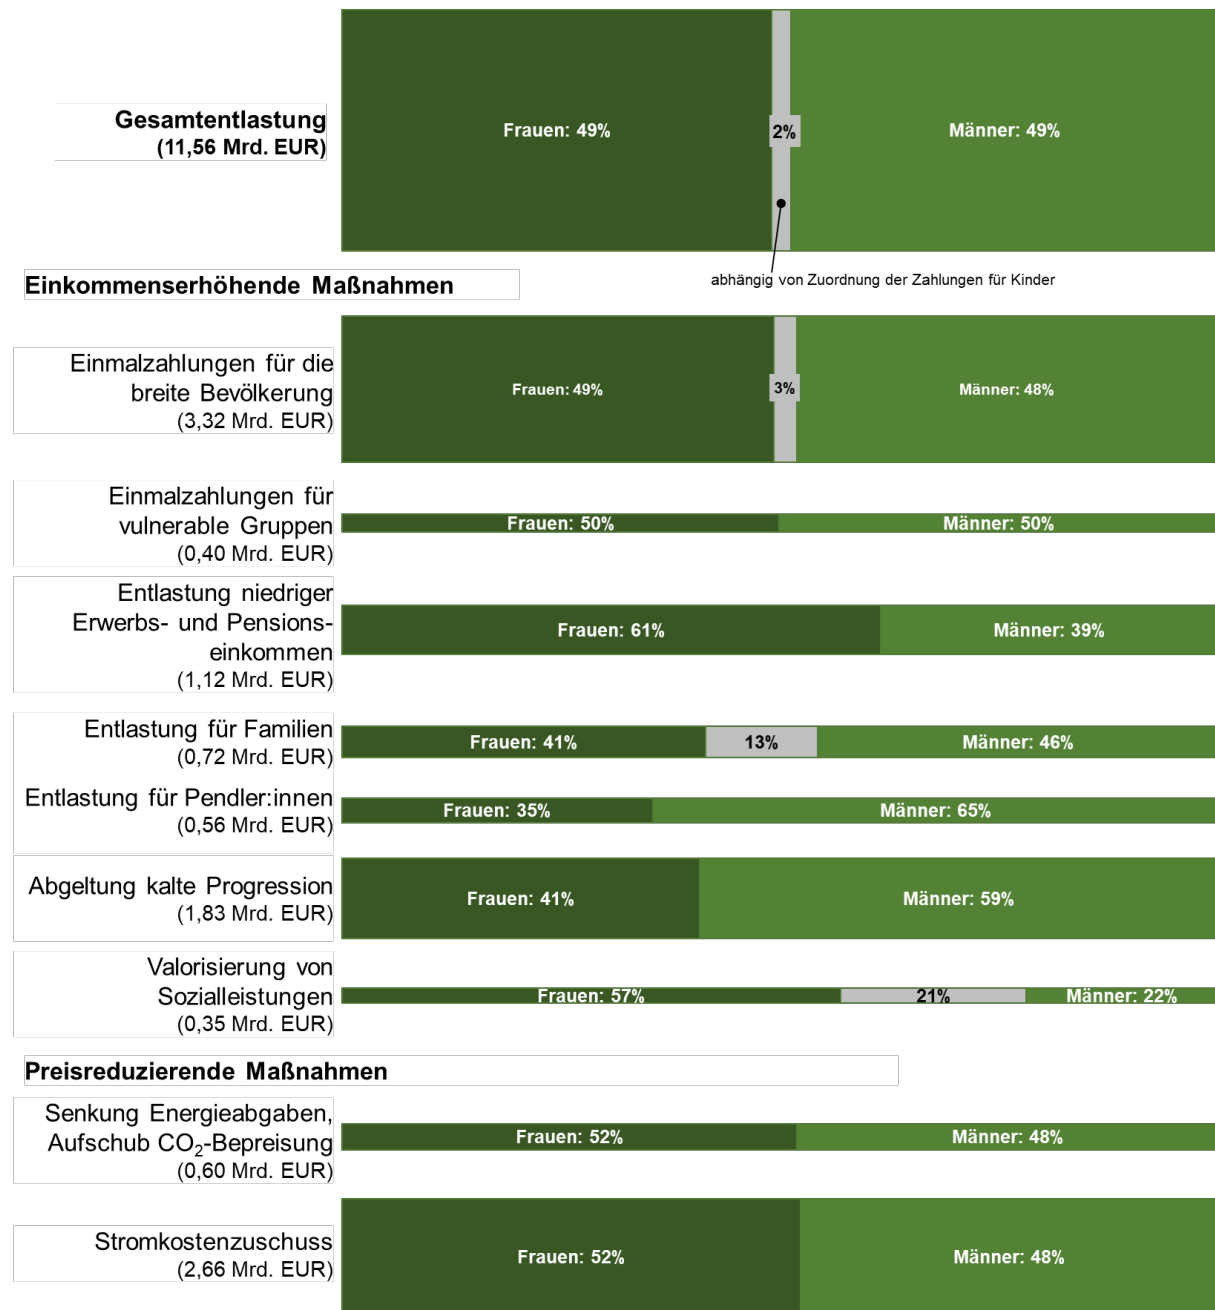 Gesamtentlastung
(11,56 Mrd. EUR)
Frauen: 49%
2%
Männer: 49%
abhängig von Zuordnung der Zahlungen für Kinder
Einkommenserhöhende Maßnahmen
Einmalzahlungen für die
breite Bevölkerung
(3,32 Mrd. EUR)
Frauen: 49%
3%
Männer: 48%
Einmalzahlungen für
vulnerable Gruppen
(0,40 Mrd. EUR)
Frauen: 50%
Männer: 50%
Entlastung niedriger
Erwerbs- und Pensions-
einkommen
(1,12 Mrd. EUR)
Frauen: 61%
Männer: 39%
Entlastung für Familien
(0,72 Mrd. EUR)
Frauen: 41%
13%
Männer: 46%
Entlastung für Pendler:innen
(0,56 Mrd. EUR)
Frauen: 35%
Männer: 65%
Abgeltung kalte Progression
(1,83 Mrd. EUR)
Frauen: 41%
Männer: 59%
Valorisierung von
Sozialleistungen
(0,35 Mrd. EUR)
Frauen: 57%
21%
Männer: 22%
Preisreduzierende Maßnahmen
Senkung Energieabgaben,
Aufschub CO₂-Bepreisung
(0,60 Mrd. EUR)
Frauen: 52%
Männer: 48%
Stromkostenzuschuss
(2,66 Mrd. EUR)
Frauen: 52%
Männer: 48%